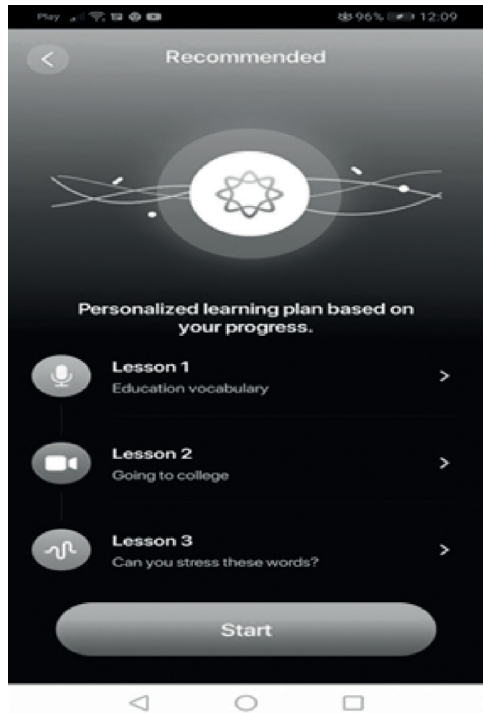 Play 96% 12:09
Recommended
Personalized learning plan based on
your progress.
Lesson 1
Education vocabulary
Lesson 2
Going to college
Lesson 3
Can you stress these words?
Start